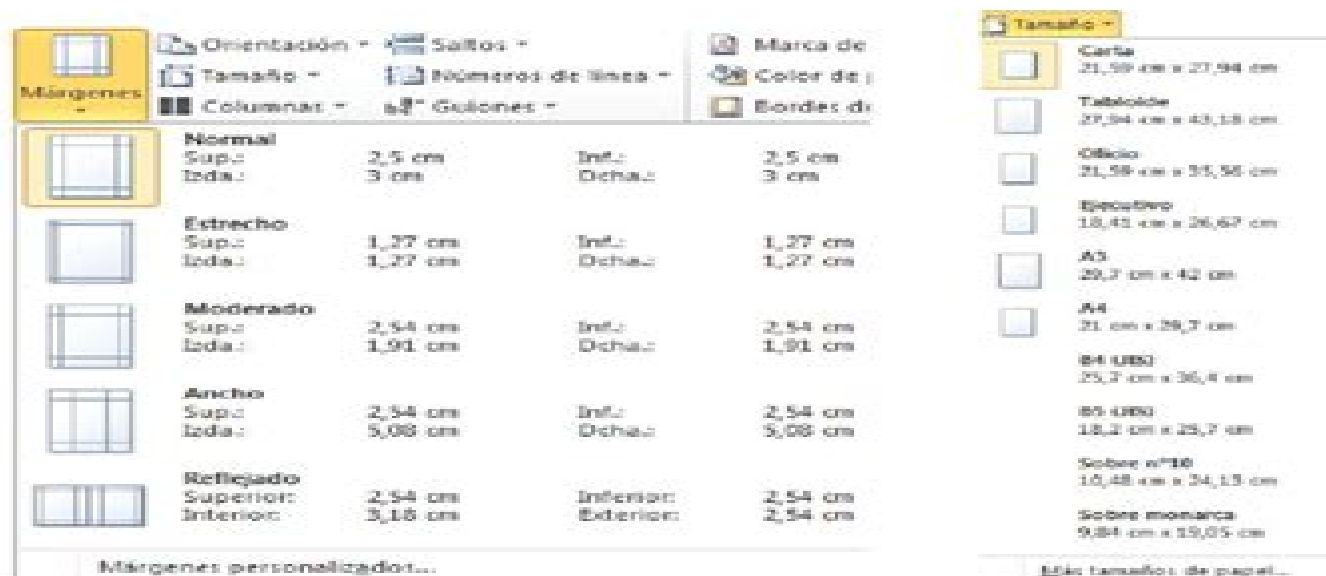 Márgenes
Orientación
Tamaño
Columnas
Saltos
Números de línea
Guiones
Marca de
Color de
Bordes de
Normal
Sup.: 2,5 cm Inf.: 2,5 cm
Izda.: 3 cm Dcha.: 3 cm
Estrecho
Sup.: 1,27 cm Inf.: 1,27 cm
Izda.: 1,27 cm Dcha.: 1,27 cm
Moderado
Sup.: 2,54 cm Inf.: 2,54 cm
Izda.: 1,91 cm Dcha.: 1,91 cm
Ancho
Sup.: 2,54 cm Inf.: 2,54 cm
Izda.: 5,08 cm Dcha.: 5,08 cm
Reflejado
Superior: 2,54 cm Inferior: 2,54 cm
Interior: 3,18 cm Exterior: 2,54 cm
Márgenes personalizados...
Tamaño
Carta
21,59 cm x 27,94 cm
Tabloide
27,94 cm x 43,18 cm
Oficio
21,59 cm x 35,56 cm
Ejecutivo
18,41 cm x 26,67 cm
A3
29,7 cm x 42 cm
A4
21 cm x 29,7 cm
B4 (JIS)
25,7 cm x 36,4 cm
B5 (JIS)
18,2 cm x 25,7 cm
Sobre nº10
10,48 cm x 24,13 cm
Sobre monarca
9,84 cm x 19,05 cm
Más tamaños de papel...